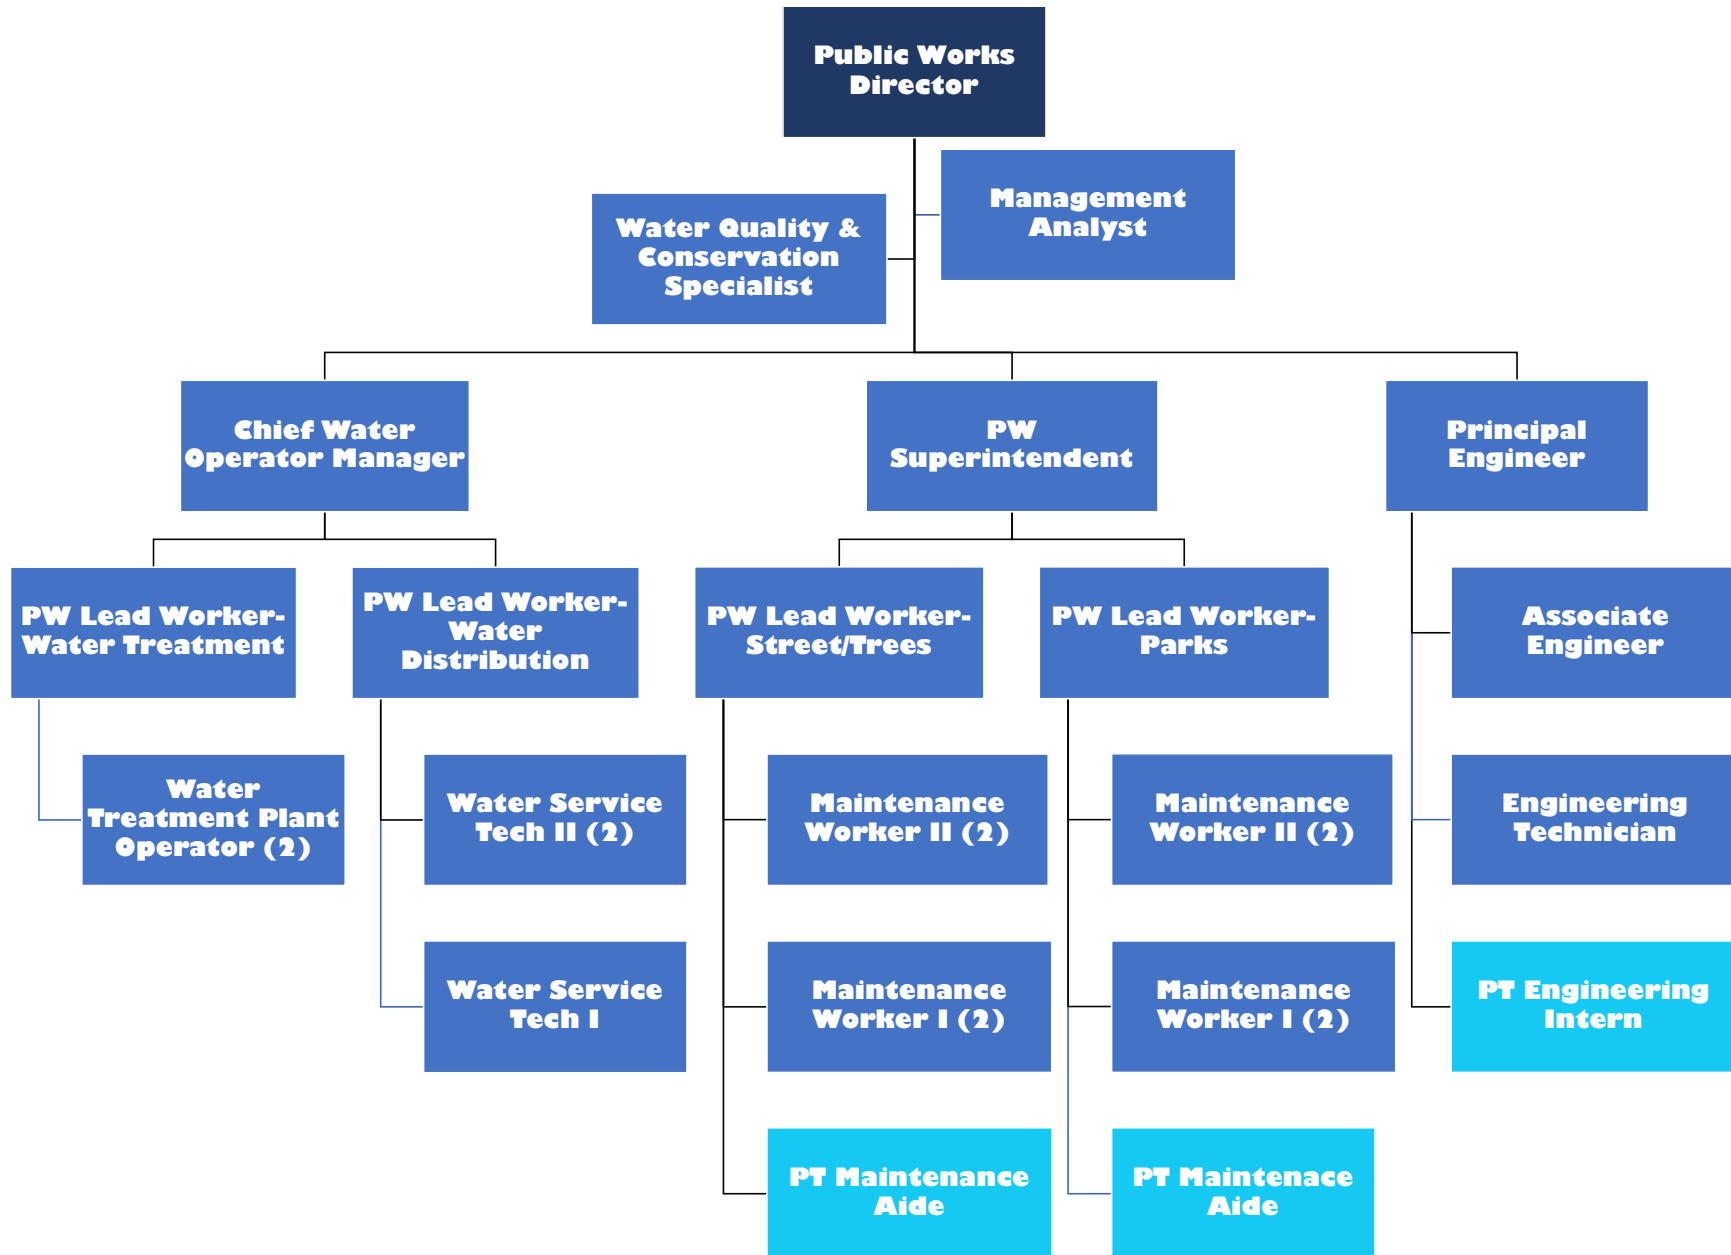 Public Works
Director
Management
Analyst
Water Quality &
Conservation
Specialist
Chief Water
Operator Manager
PW
Superintendent
Principal
Engineer
PW Lead Worker-
Water Treatment
PW Lead Worker-
Water
Distribution
PW Lead Worker-
Street/Trees
PW Lead Worker-
Parks
Associate
Engineer
Water
Treatment Plant
Operator (2)
Water Service
Tech II (2)
Maintenance
Worker II (2)
Maintenance
Worker II (2)
Engineering
Technician
Water Service
Tech I
Maintenance
Worker I (2)
Maintenance
Worker I (2)
PT Engineering
Intern
PT Maintenance
Aide
PT Maintenace
Aide